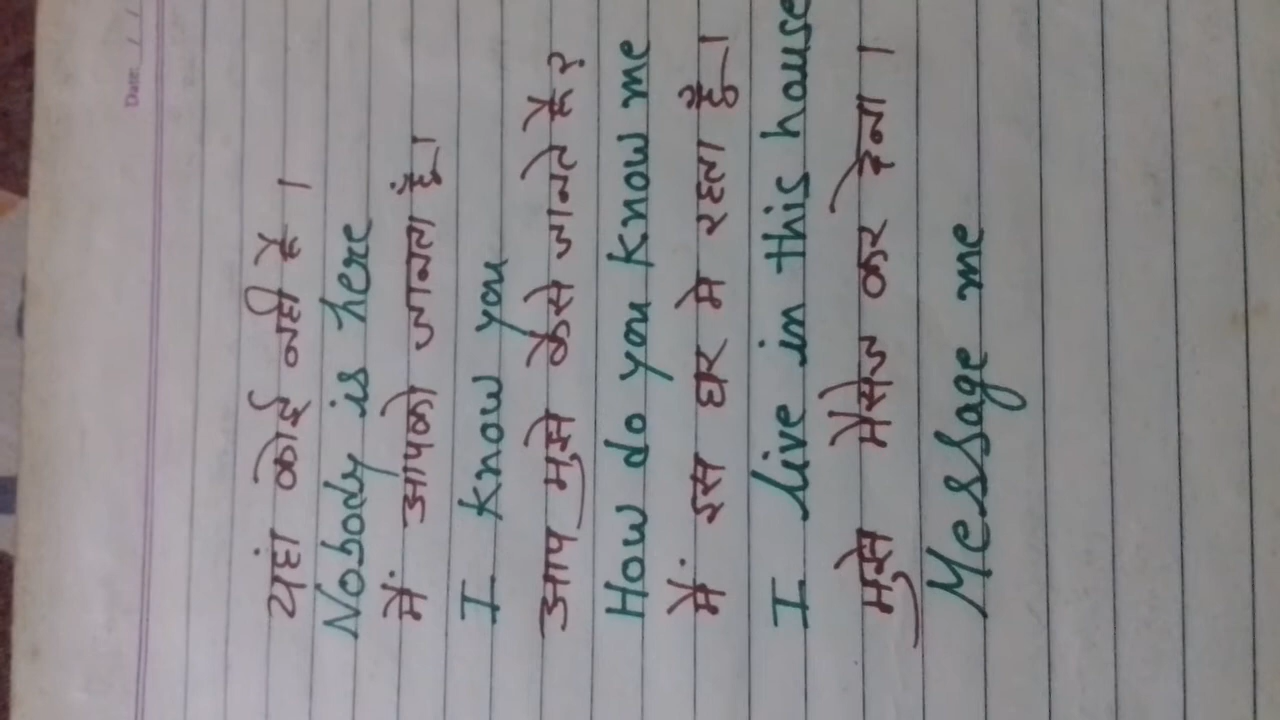 Date / /
यहां कोई नही है ।
Nobody is here
में आपको जानता हूँ।
I know you
आप मुझे कैसे जानते है?
How do you know me
में इस घर मे रहता हूँ।
I live in this house
मुझे मैसेज कर देना ।
Message me